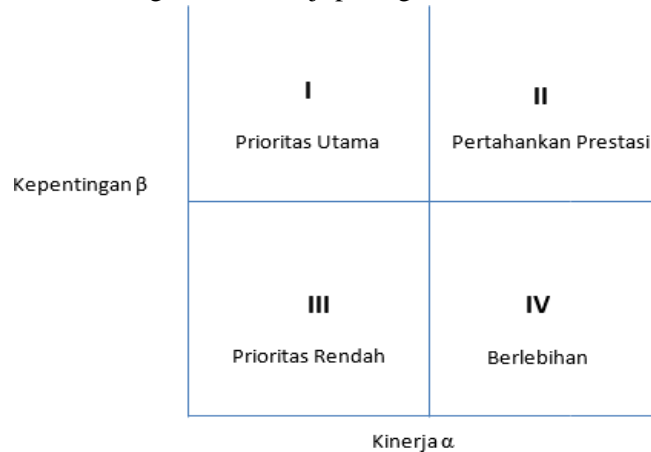 I
II
Prioritas Utama
Pertahankan Prestasi
Kepentingan β
III
IV
Prioritas Rendah
Berlebihan
Kinerja α